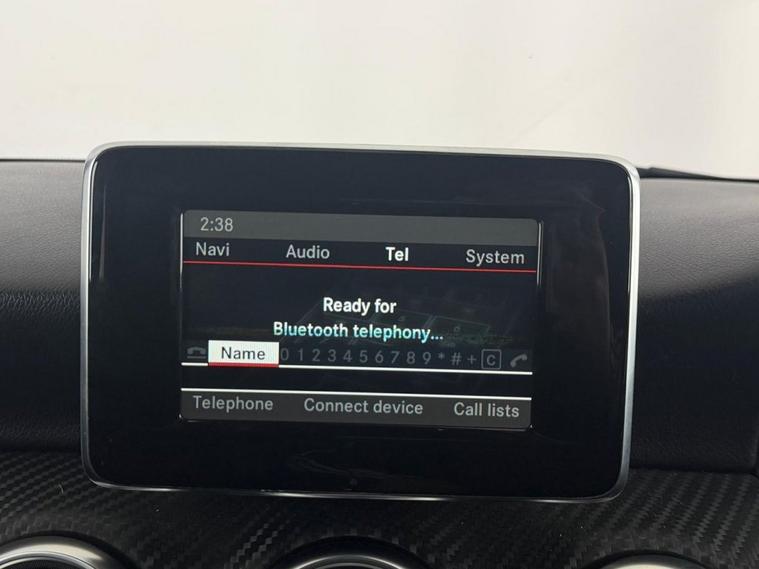 2:38
Navi Audio Tel System
Ready for
Bluetooth telephony...
Name 0 1 2 3 4 5 6 7 8 9 * # + C
Telephone Connect device Call lists